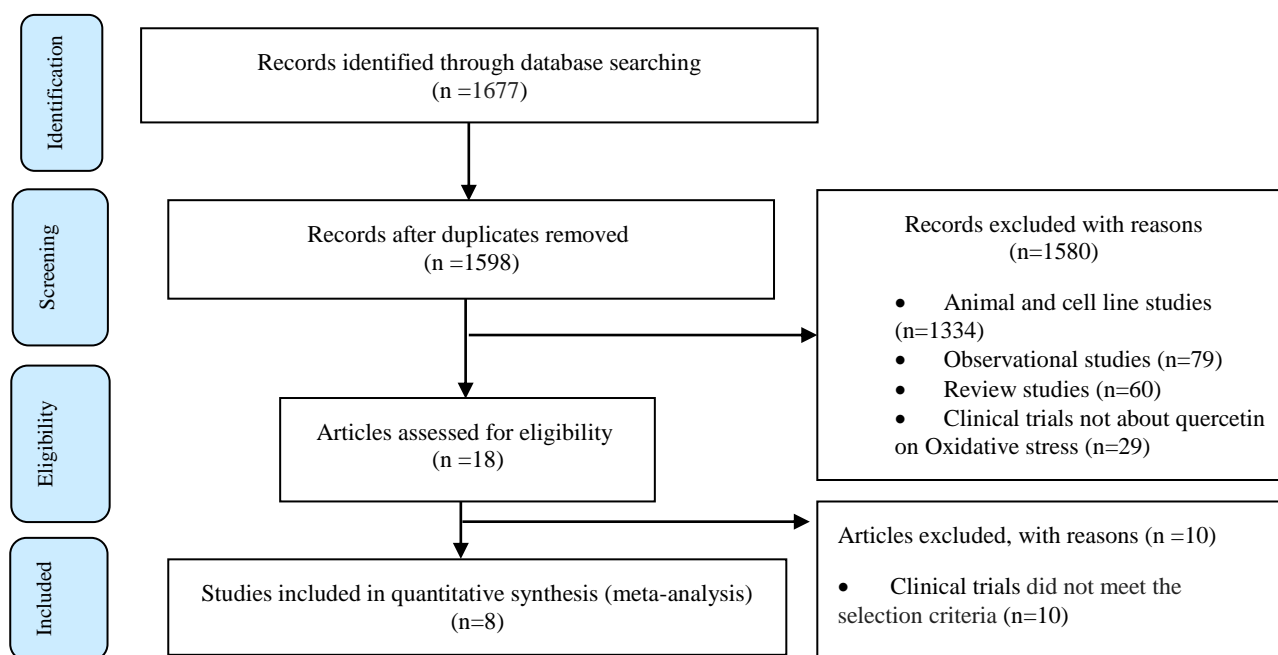 Identification
Records identified through database searching
(n =1677)
Screening
Records after duplicates removed
(n =1598)
Records excluded with reasons
(n=1580)
• Animal and cell line studies
(n=1334)
• Observational studies (n=79)
• Review studies (n=60)
• Clinical trials not about quercetin
on Oxidative stress (n=29)
Eligibility
Articles assessed for eligibility
(n =18)
Articles excluded, with reasons (n =10)
• Clinical trials did not meet the
selection criteria (n=10)
Included
Studies included in quantitative synthesis (meta-analysis)
(n=8)